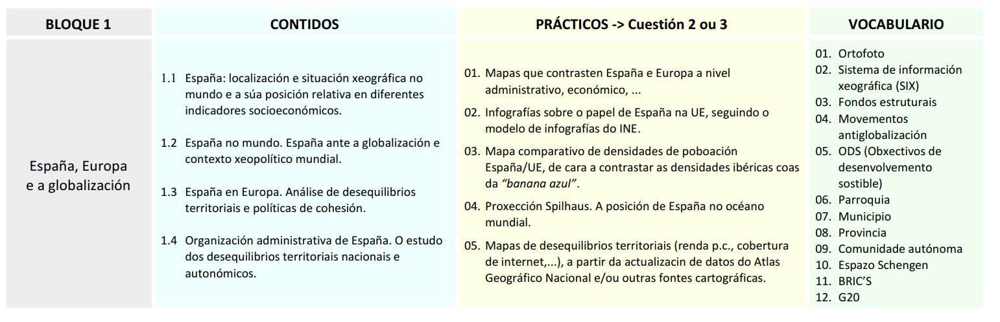 BLOQUE 1
CONTIDOS
PRÁCTICOS -> Cuestión 2 ou 3
VOCABULARIO
España, Europa
e a globalización
1.1 España: localización e situación xeográfica no
mundo e a súa posición relativa en diferentes
indicadores socioeconómicos.
1.2 España no mundo. España ante a globalización e
contexto xeopolítico mundial.
1.3 España en Europa. Análise de desequilibrios
territoriais e políticas de cohesión.
1.4 Organización administrativa de España. O estudo
dos desequilibrios territoriais nacionais e
autonómicos.
01. Mapas que contrasten España e Europa a nivel
administrativo, económico, ...
02. Infografías sobre o papel de España na UE, seguindo o
modelo de infografías do INE.
03. Mapa comparativo de densidades de poboación
España/UE, de cara a contrastar as densidades ibéricas coas
da “banana azul”.
04. Proxección Spilhaus. A posición de España no océano
mundial.
05. Mapas de desequilibrios territoriais (renda p.c., cobertura
de internet,...), a partir da actualizacin de datos do Atlas
Geográfico Nacional e/ou outras fontes cartográficas.
01. Ortofoto
02. Sistema de información
xeográfica (SIX)
03. Fondos estruturais
04. Movementos
antiglobalización
05. ODS (Obxectivos de
desenvolvemento
sostible)
06. Parroquia
07. Municipio
08. Provincia
09. Comunidade autónoma
10. Espazo Schengen
11. BRIC’S
12. G20